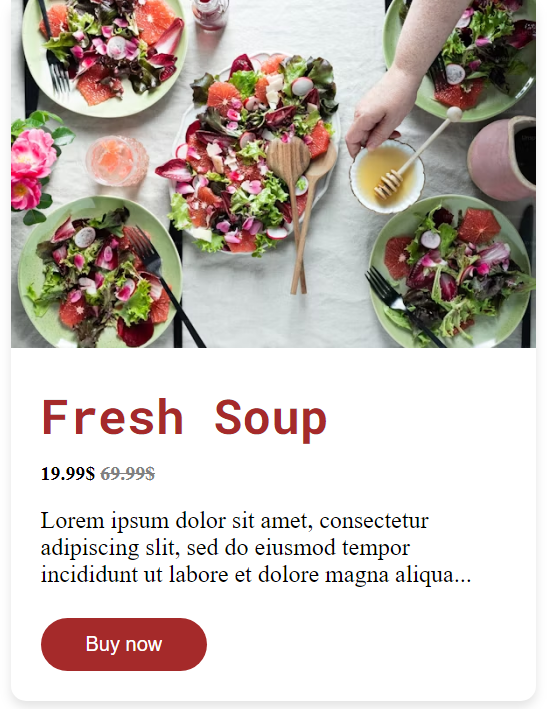 Fresh Soup
19.99$ 69.99$
Lorem ipsum dolor sit amet, consectetur
adipiscing slit, sed do eiusmod tempor
incididunt ut labore et dolore magna aliqua...
Buy now